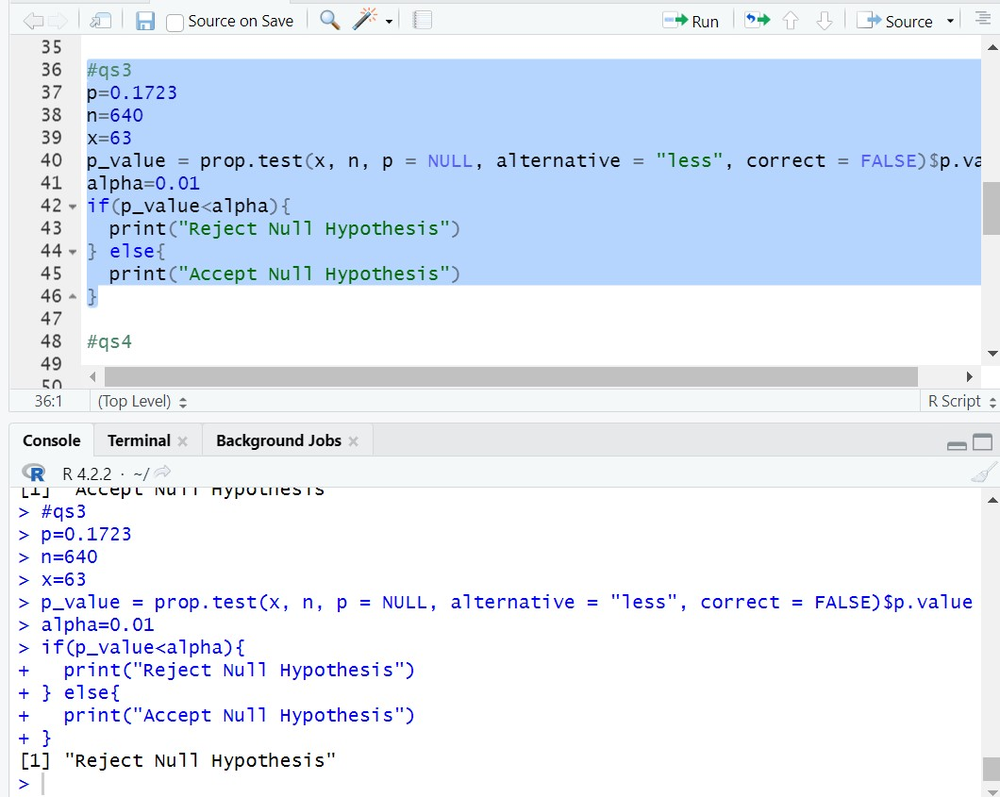 Source on Save Run Source
35
36 #qs3
37 p=0.1723
38 n=640
39 x=63
40 p_value = prop.test(x, n, p = NULL, alternative = "less", correct = FALSE)$p.va
41 alpha=0.01
42 if(p_value<alpha){
43 print("Reject Null Hypothesis")
44 } else{
45 print("Accept Null Hypothesis")
46 }
47
48 #qs4
49
50
36:1 (Top Level) R Script
Console Terminal Background Jobs
R R 4.2.2 · ~/
[1] "Accept Null Hypothesis"
> #qs3
> p=0.1723
> n=640
> x=63
> p_value = prop.test(x, n, p = NULL, alternative = "less", correct = FALSE)$p.value
> alpha=0.01
> if(p_value<alpha){
+ print("Reject Null Hypothesis")
+ } else{
+ print("Accept Null Hypothesis")
+ }
[1] "Reject Null Hypothesis"
>